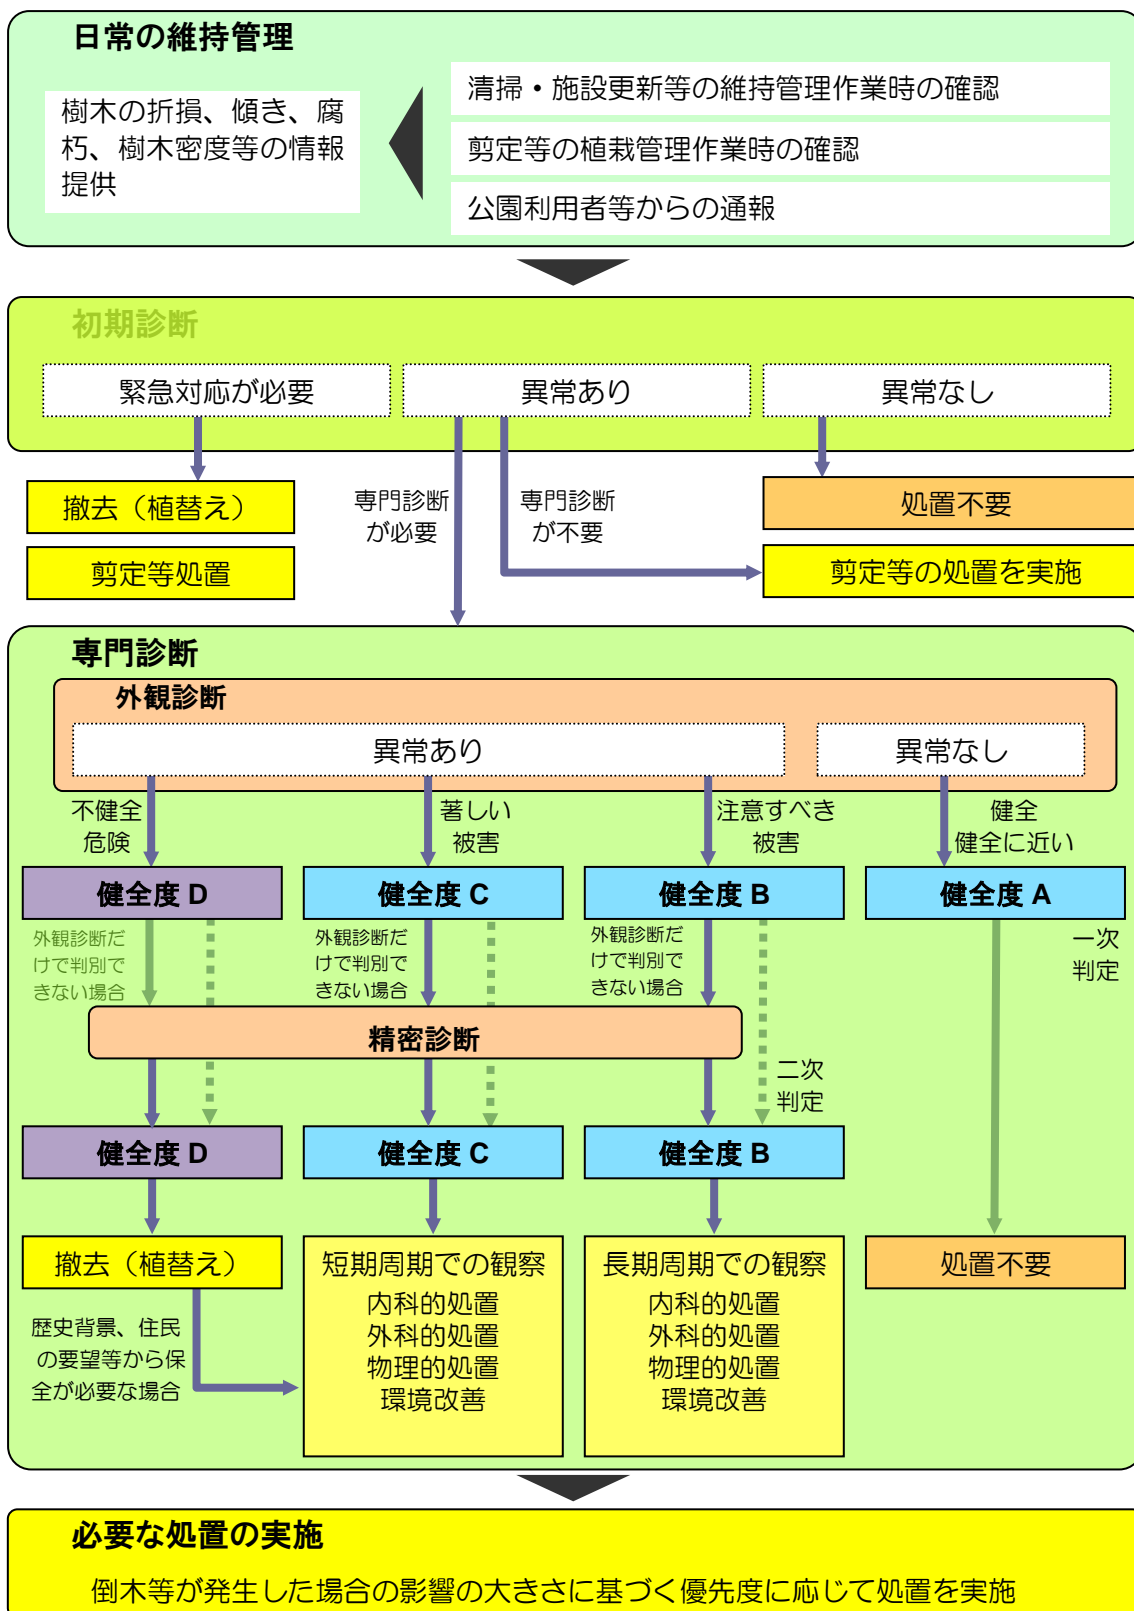 日常の維持管理
樹木の折損、傾き、腐
朽、樹木密度等の情報
提供
清掃・施設更新等の維持管理作業時の確認
剪定等の植栽管理作業時の確認
公園利用者等からの通報
初期診断
緊急対応が必要
異常あり
異常なし
撤去（植替え）
剪定等処置
専門診断
が必要
専門診断
が不要
処置不要
剪定等の処置を実施
専門診断
外観診断
異常あり
異常なし
不健全
危険
著しい
被害
注意すべき
被害
健全
健全に近い
健全度 D
健全度 C
健全度 B
健全度 A
外観診断だ
けで判別で
きない場合
外観診断だ
けで判別で
きない場合
外観診断だ
けで判別で
きない場合
一次
判定
精密診断
二次
判定
健全度 D
健全度 C
健全度 B
撤去（植替え）
歴史背景、住民
の要望等から保
全が必要な場合
短期周期での観察
内科的処置
外科的処置
物理的処置
環境改善
長期周期での観察
内科的処置
外科的処置
物理的処置
環境改善
処置不要
必要な処置の実施
倒木等が発生した場合の影響の大きさに基づく優先度に応じて処置を実施